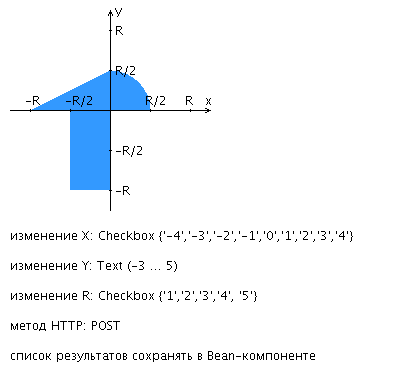 y
R
R/2
-R -R/2 R/2 R x
-R/2
-R
изменение X: Checkbox {'-4','-3','-2','-1','0','1','2','3','4'}
изменение Y: Text (-3 ... 5)
изменение R: Checkbox {'1','2','3','4', '5'}
метод HTTP: POST
список результатов сохранять в Bean-компоненте